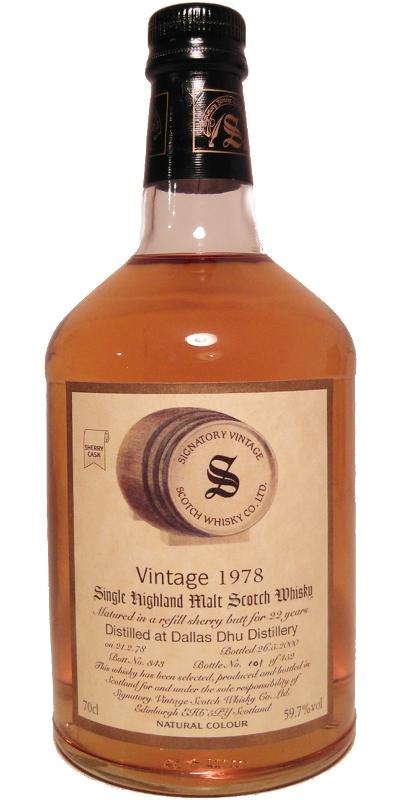 S
SHERRY
CASK
SIGNATORY VINTAGE
S
SCOTCH WHISKY CO. LTD.
Vintage 1978
Single Highland Malt Scotch Whisky
Matured in a refill sherry butt for 22 years
Distilled at Dallas Dhu Distillery
on 21.2.78 Bottled 26.5.2000
Butt No. 843 Bottle No. 101 of 452
This whisky has been selected, produced and bottled in
Scotland for and under the sole responsibility of
Signatory Vintage Scotch Whisky Co. Ltd.
70cl Edinburgh EH6 5PY Scotland 59.7%vol
NATURAL COLOUR